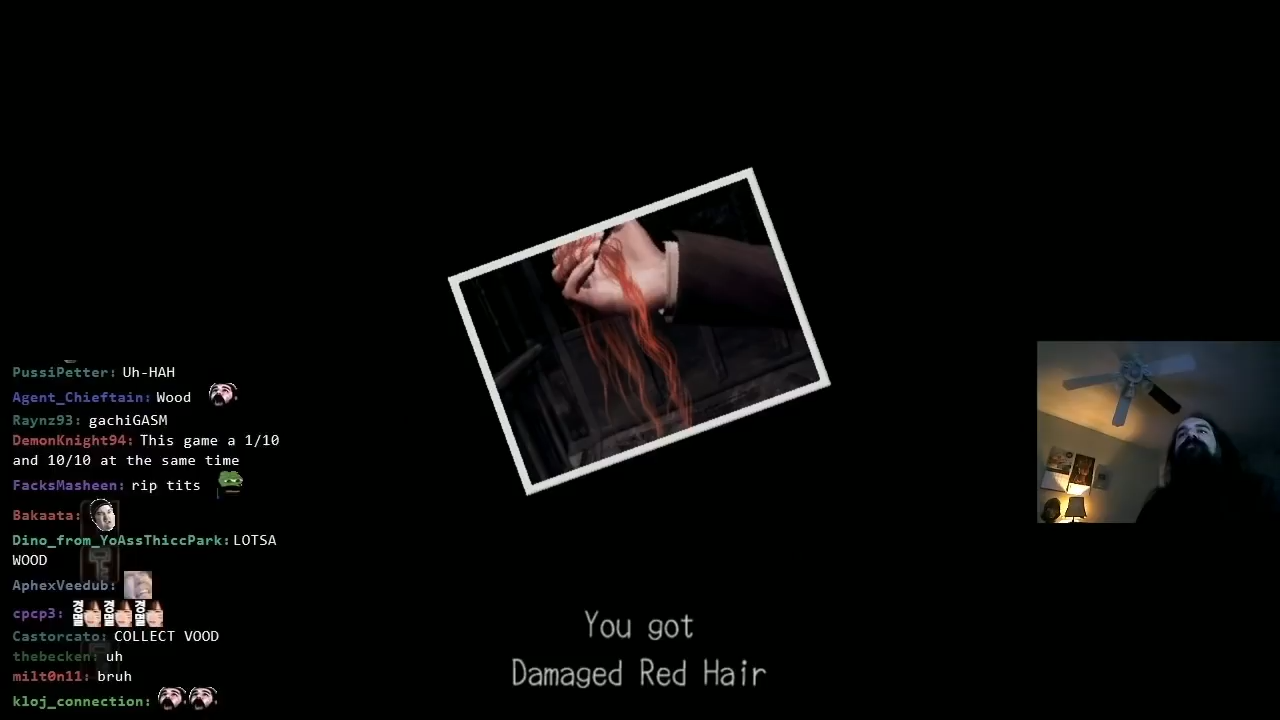 PussiPetter: Uh-HAH
Agent_Chieftain: Wood
Raynz93: gachiGASM
DemonKnight94: This game a 1/10
and 10/10 at the same time
FacksMasheen: rip tits
Bakaata:
Dino_from_YoAssThiccPark: LOTSA
WOOD
AphexVeedub:
cpcp3:
Castorcato: COLLECT VOOD
thebecken: uh
milt0n11: bruh
kloj_connection:
You got
Damaged Red Hair